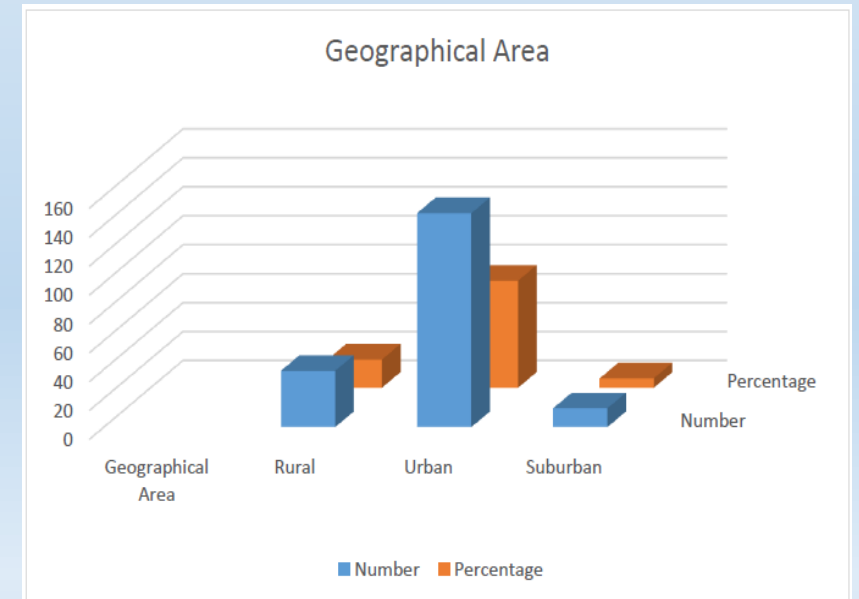 Geographical Area
160
140
120
100
80
60
40
20
0
Percentage
Number
Geographical
Area
Rural
Urban
Suburban
Number
Percentage